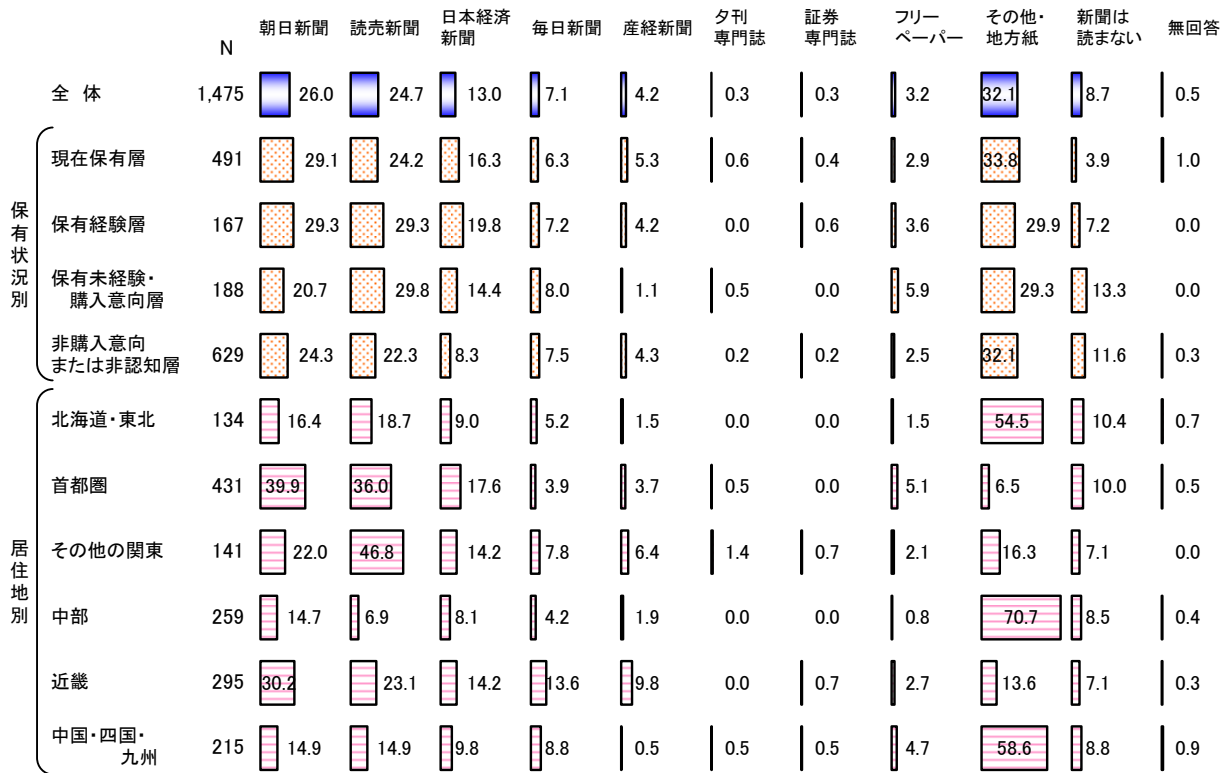 N 朝日新聞 読売新聞 日本経済新聞 毎日新聞 産経新聞 夕刊専門誌 証券専門誌 フリーペーパー その他・地方紙 新聞は読まない 無回答
全 体 1,475 26.0 24.7 13.0 7.1 4.2 0.3 0.3 3.2 32.1 8.7 0.5
保有状況別
現在保有層 491 29.1 24.2 16.3 6.3 5.3 0.6 0.4 2.9 33.8 3.9 1.0
保有経験層 167 29.3 29.3 19.8 7.2 4.2 0.0 0.6 3.6 29.9 7.2 0.0
保有未経験・
購入意向層 188 20.7 29.8 14.4 8.0 1.1 0.5 0.0 5.9 29.3 13.3 0.0
非購入意向
または非認知層 629 24.3 22.3 8.3 7.5 4.3 0.2 0.2 2.5 32.1 11.6 0.3
居住地別
北海道・東北 134 16.4 18.7 9.0 5.2 1.5 0.0 0.0 1.5 54.5 10.4 0.7
首都圏 431 39.9 36.0 17.6 3.9 3.7 0.5 0.0 5.1 6.5 10.0 0.5
その他の関東 141 22.0 46.8 14.2 7.8 6.4 1.4 0.7 2.1 16.3 7.1 0.0
中部 259 14.7 6.9 8.1 4.2 1.9 0.0 0.0 0.8 70.7 8.5 0.4
近畿 295 30.2 23.1 14.2 13.6 9.8 0.0 0.7 2.7 13.6 7.1 0.3
中国・四国・
九州 215 14.9 14.9 9.8 8.8 0.5 0.5 0.5 4.7 58.6 8.8 0.9